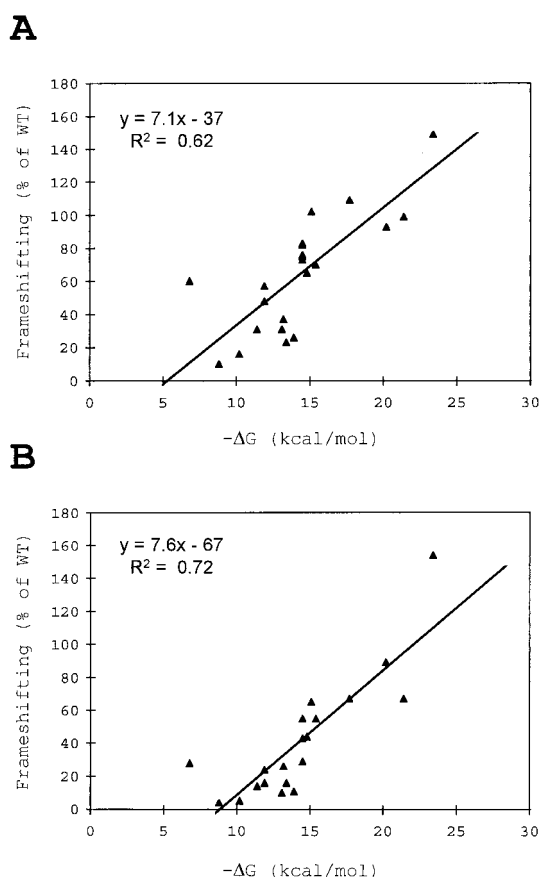 A
180
160
140
120
100
80
60
40
20
0
Frameshifting (% of WT)
y = 7.1x - 37
R² = 0.62
0 5 10 15 20 25 30
-ΔG (kcal/mol)
B
180
160
140
120
100
80
60
40
20
0
Frameshifting (% of WT)
y = 7.6x - 67
R² = 0.72
0 5 10 15 20 25 30
-ΔG (kcal/mol)